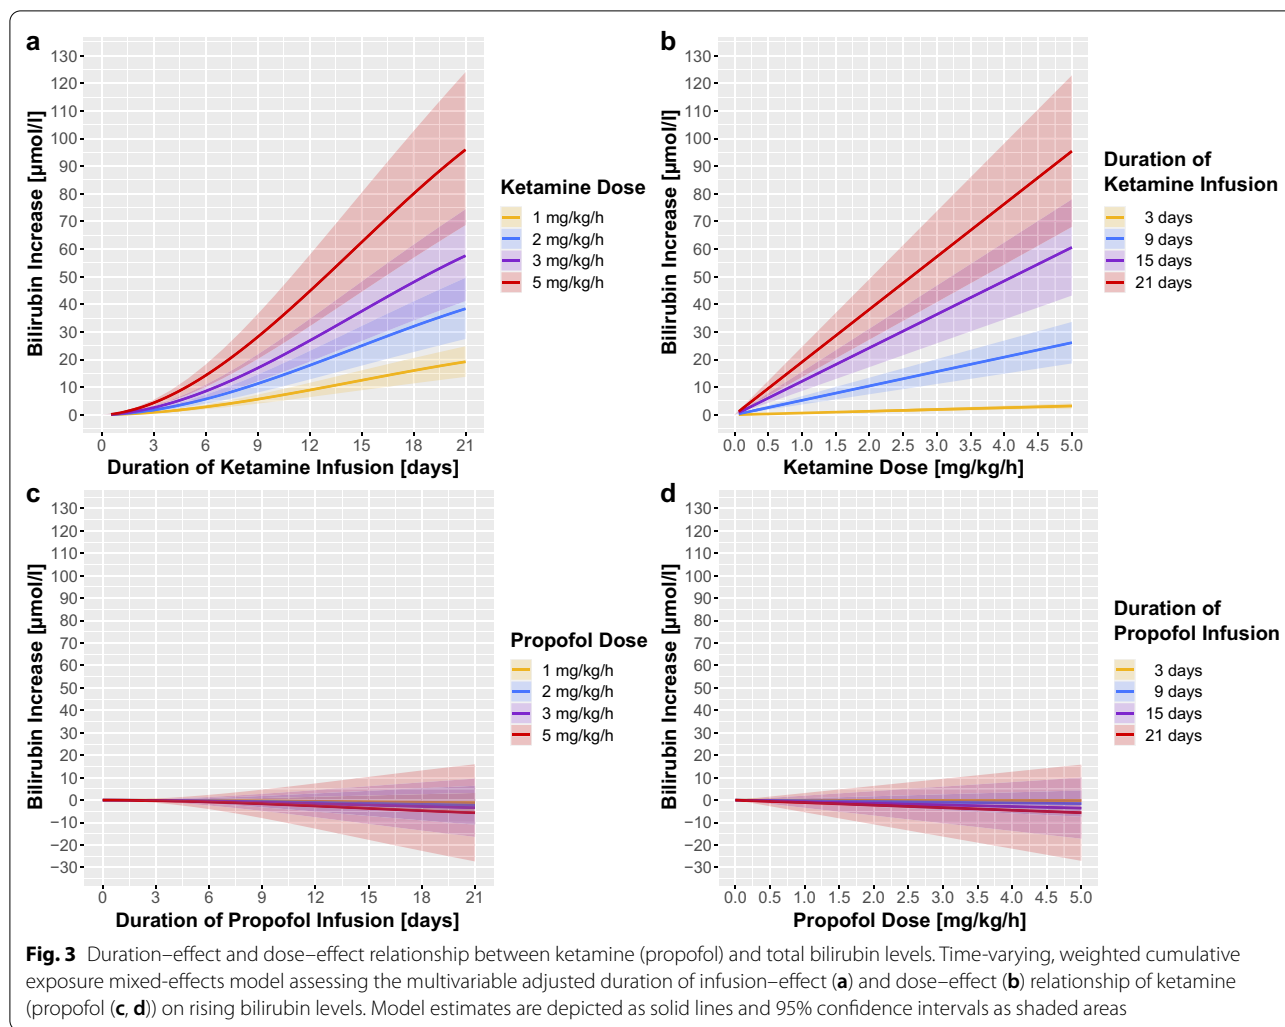 a
130
120
110
100
90
80
70
60
50
40
30
20
10
0
Bilirubin Increase [µmol/l]
0 3 6 9 12 15 18 21
Duration of Ketamine Infusion [days]
Ketamine Dose
1 mg/kg/h
2 mg/kg/h
3 mg/kg/h
5 mg/kg/h
b
130
120
110
100
90
80
70
60
50
40
30
20
10
0
Bilirubin Increase [µmol/l]
0.0 0.5 1.0 1.5 2.0 2.5 3.0 3.5 4.0 4.5 5.0
Ketamine Dose [mg/kg/h]
Duration of
Ketamine Infusion
3 days
9 days
15 days
21 days
c
130
120
110
100
90
80
70
60
50
40
30
20
10
0
−10
−20
−30
Bilirubin Increase [µmol/l]
0 3 6 9 12 15 18 21
Duration of Propofol Infusion [days]
Propofol Dose
1 mg/kg/h
2 mg/kg/h
3 mg/kg/h
5 mg/kg/h
d
130
120
110
100
90
80
70
60
50
40
30
20
10
0
−10
−20
−30
Bilirubin Increase [µmol/l]
0.0 0.5 1.0 1.5 2.0 2.5 3.0 3.5 4.0 4.5 5.0
Propofol Dose [mg/kg/h]
Duration of
Propofol Infusion
3 days
9 days
15 days
21 days
Fig. 3 Duration–effect and dose–effect relationship between ketamine (propofol) and total bilirubin levels. Time-varying, weighted cumulative
exposure mixed-effects model assessing the multivariable adjusted duration of infusion–effect (a) and dose–effect (b) relationship of ketamine
(propofol (c, d)) on rising bilirubin levels. Model estimates are depicted as solid lines and 95% confidence intervals as shaded areas